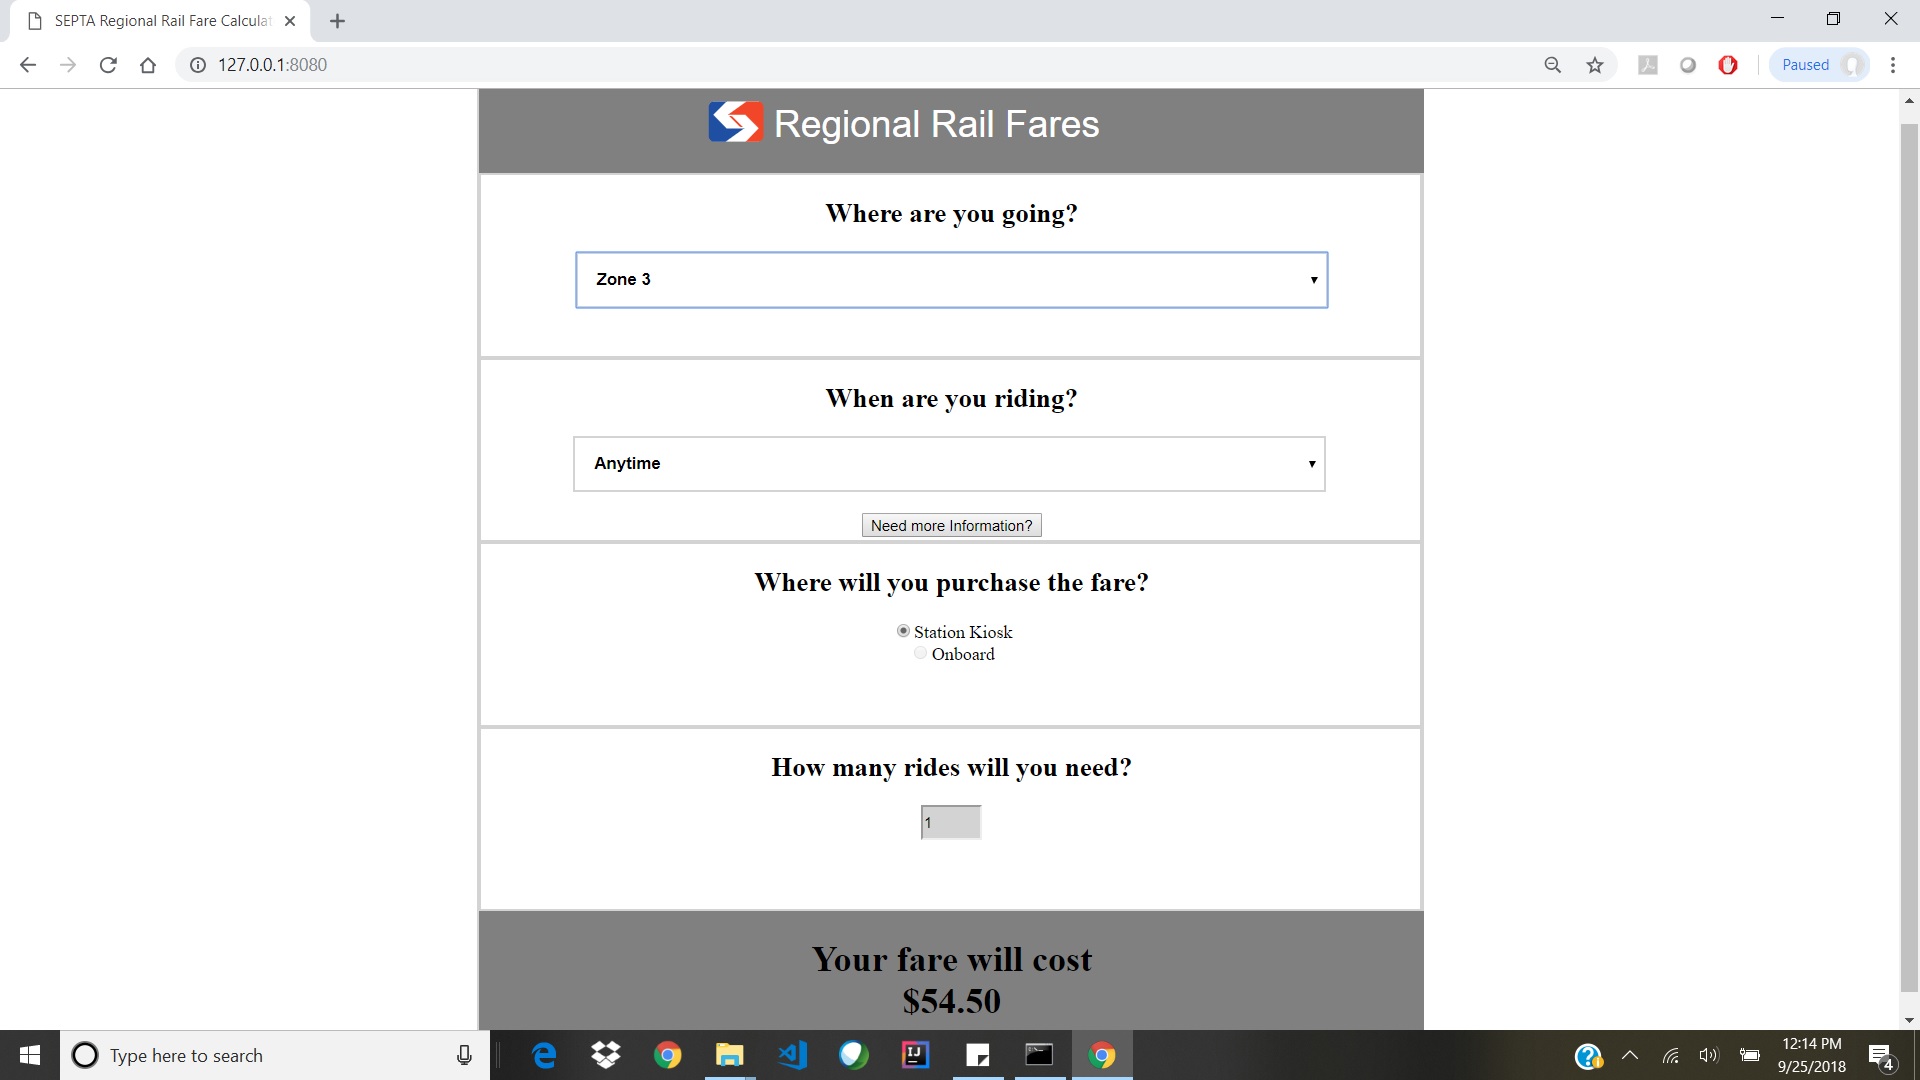 SEPTA Regional Rail Fare Calculat
127.0.0.1:8080
Paused
Regional Rail Fares
Where are you going?
Zone 3
When are you riding?
Anytime
Need more Information?
Where will you purchase the fare?
Station Kiosk
Onboard
How many rides will you need?
1
Your fare will cost
$54.50
Type here to search
IJ
12:14 PM
9/25/2018
4